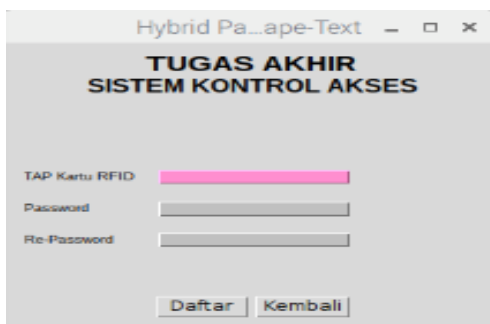 Hybrid Pa...ape-Text
TUGAS AKHIR
SISTEM KONTROL AKSES
TAP Kartu RFID
Password
Re-Password
Daftar Kembali